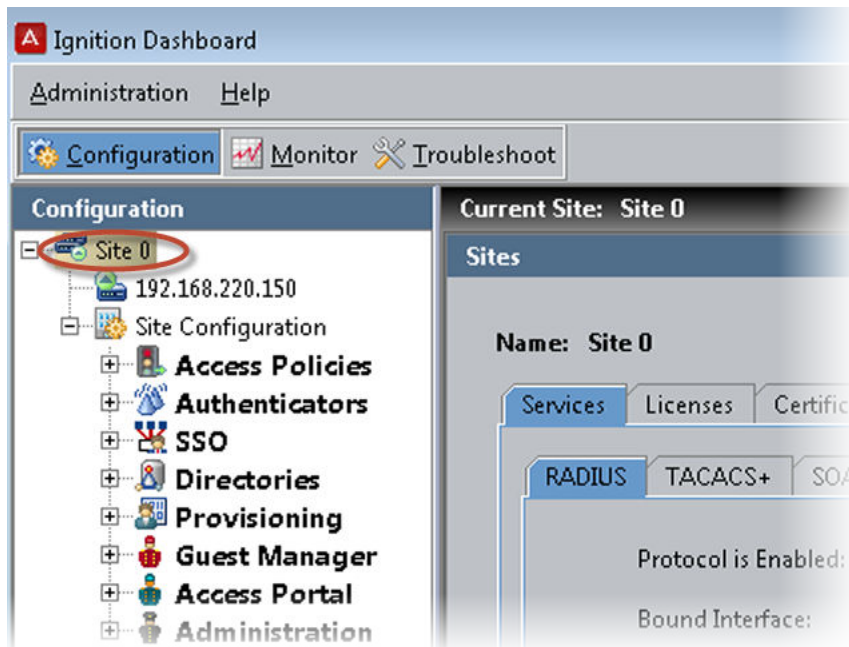 Ignition Dashboard
Administration Help
Configuration Monitor Troubleshoot
Configuration
Site 0
192.168.220.150
Site Configuration
Access Policies
Authenticators
SSO
Directories
Provisioning
Guest Manager
Access Portal
Administration
Current Site: Site 0
Sites
Name: Site 0
Services Licenses Certific
RADIUS TACACS+ SOA
Protocol is Enabled:
Bound Interface: